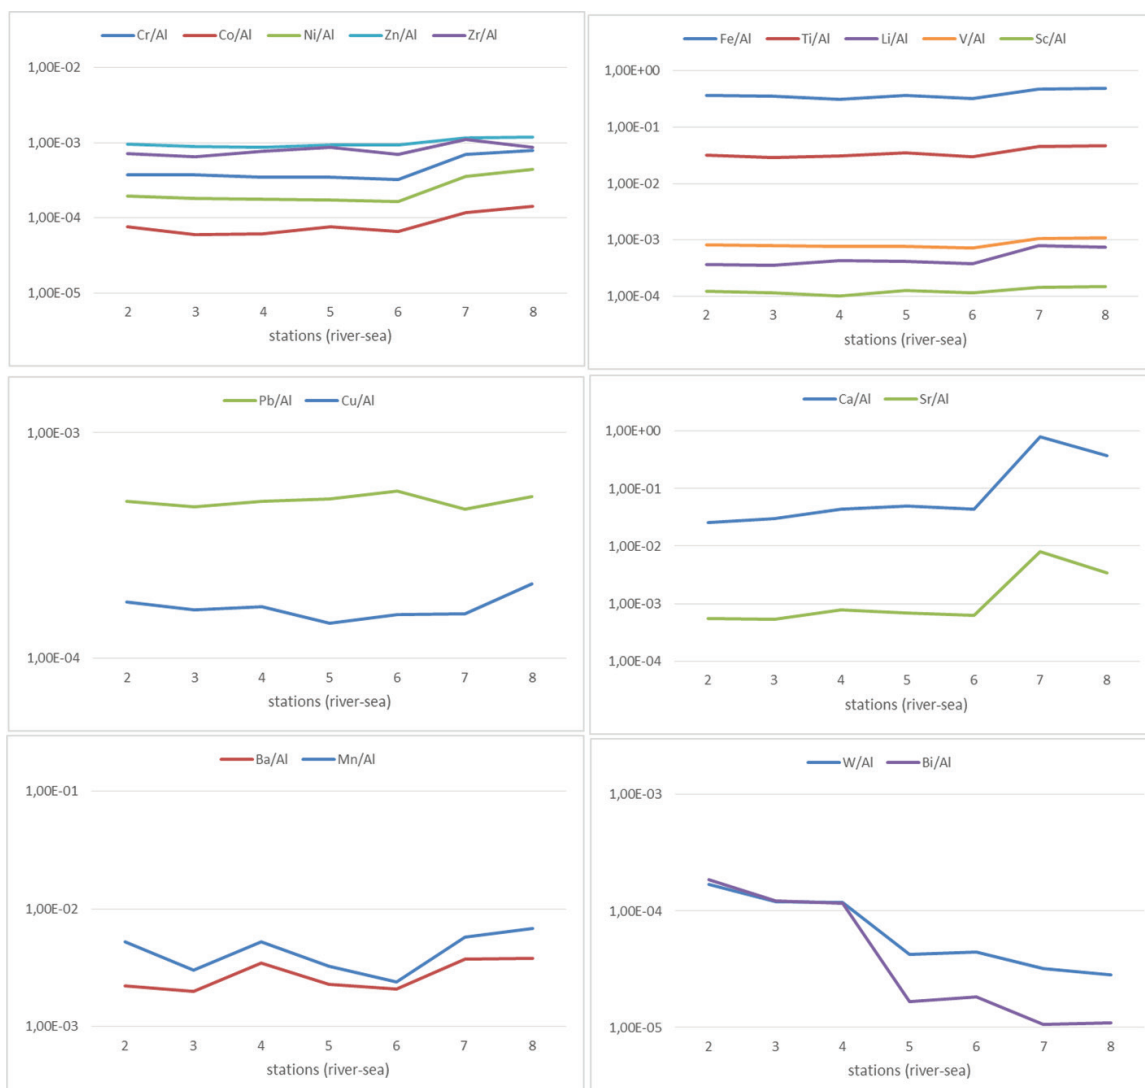 Cr/Al Co/Al Ni/Al Zn/Al Zr/Al
1,00E-02
1,00E-03
1,00E-04
1,00E-05
2 3 4 5 6 7 8
stations (river-sea)
Fe/Al Ti/Al Li/Al V/Al Sc/Al
1,00E+00
1,00E-01
1,00E-02
1,00E-03
1,00E-04
2 3 4 5 6 7 8
stations (river-sea)
Pb/Al Cu/Al
1,00E-03
1,00E-04
2 3 4 5 6 7 8
stations (river-sea)
Ca/Al Sr/Al
1,00E+00
1,00E-01
1,00E-02
1,00E-03
1,00E-04
2 3 4 5 6 7 8
stations (river-sea)
Ba/Al Mn/Al
1,00E-01
1,00E-02
1,00E-03
2 3 4 5 6 7 8
stations (river-sea)
W/Al Bi/Al
1,00E-03
1,00E-04
1,00E-05
2 3 4 5 6 7 8
stations (river-sea)